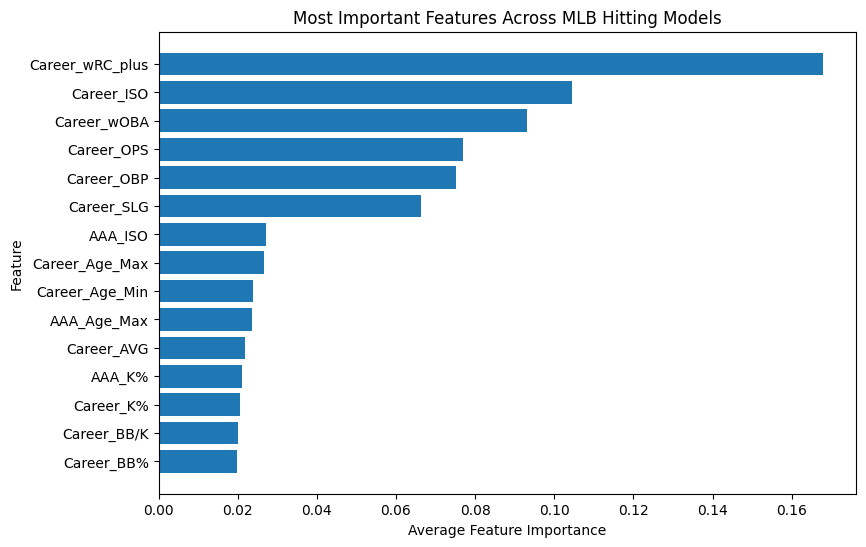 Most Important Features Across MLB Hitting Models
Career_wRC_plus
Career_ISO
Career_wOBA
Career_OPS
Career_OBP
Career_SLG
AAA_ISO
Career_Age_Max
Career_Age_Min
AAA_Age_Max
Career_AVG
AAA_K%
Career_K%
Career_BB/K
Career_BB%
Feature
0.00 0.02 0.04 0.06 0.08 0.10 0.12 0.14 0.16
Average Feature Importance